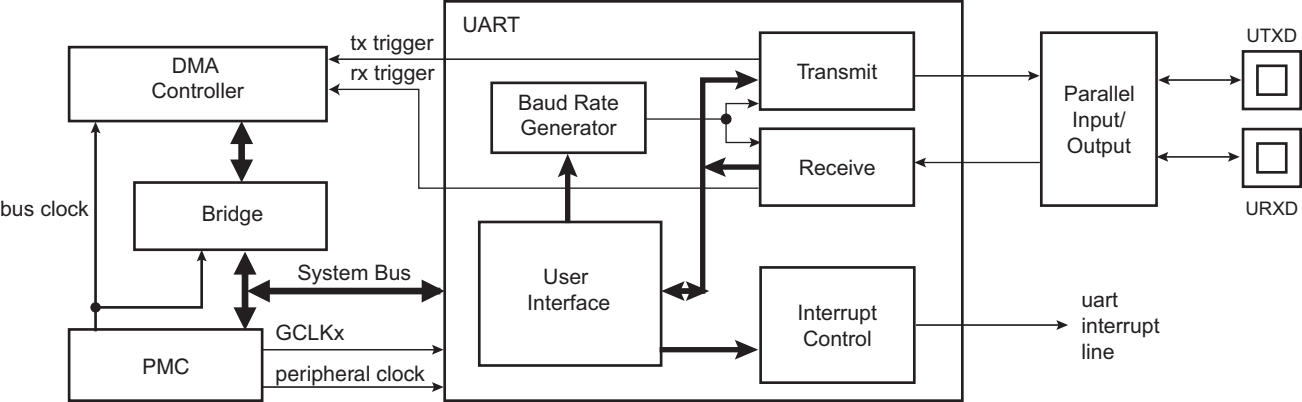 UART
tx trigger
rx trigger
DMA
Controller
Transmit
UTXD
Baud Rate
Generator
Parallel
Input/
Output
Receive
bus clock
Bridge
URXD
System Bus
User
Interface
Interrupt
Control
uart
interrupt
line
GCLKx
PMC
peripheral clock